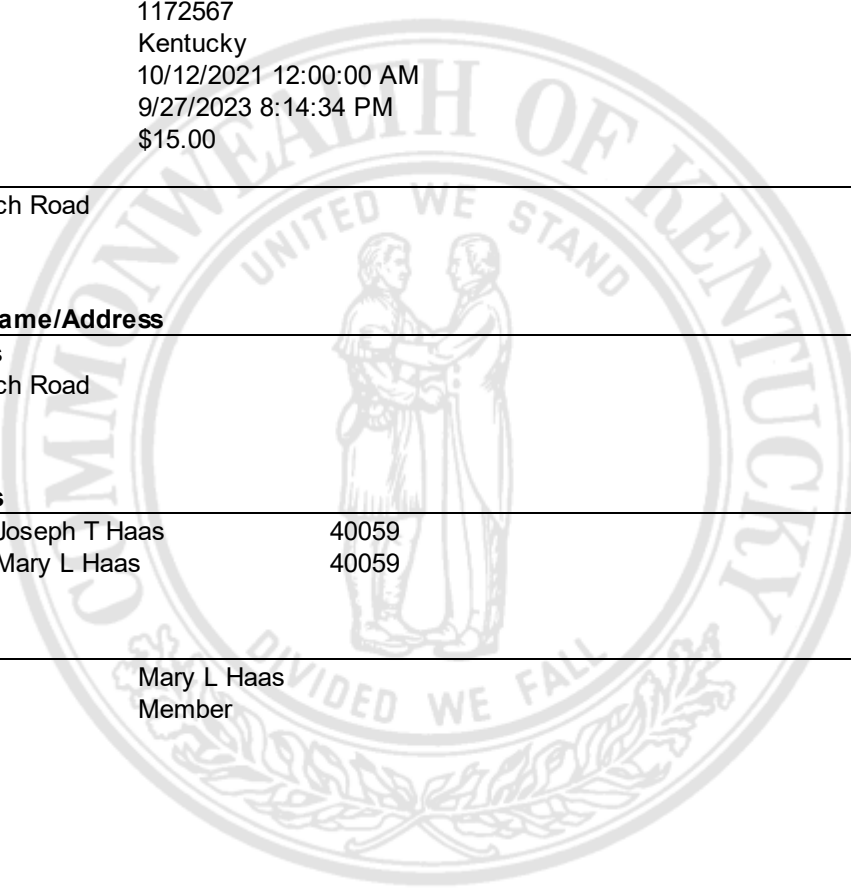 1172567
Kentucky
10/12/2021 12:00:00 AM
9/27/2023 8:14:34 PM
$15.00
ch Road
ame/Address
s
ch Road
s
Joseph T Haas 40059
Mary L Haas 40059
Mary L Haas
Member
COMMONWEALTH OF KENTUCKY
UNITED WE STAND
DIVIDED WE FALL